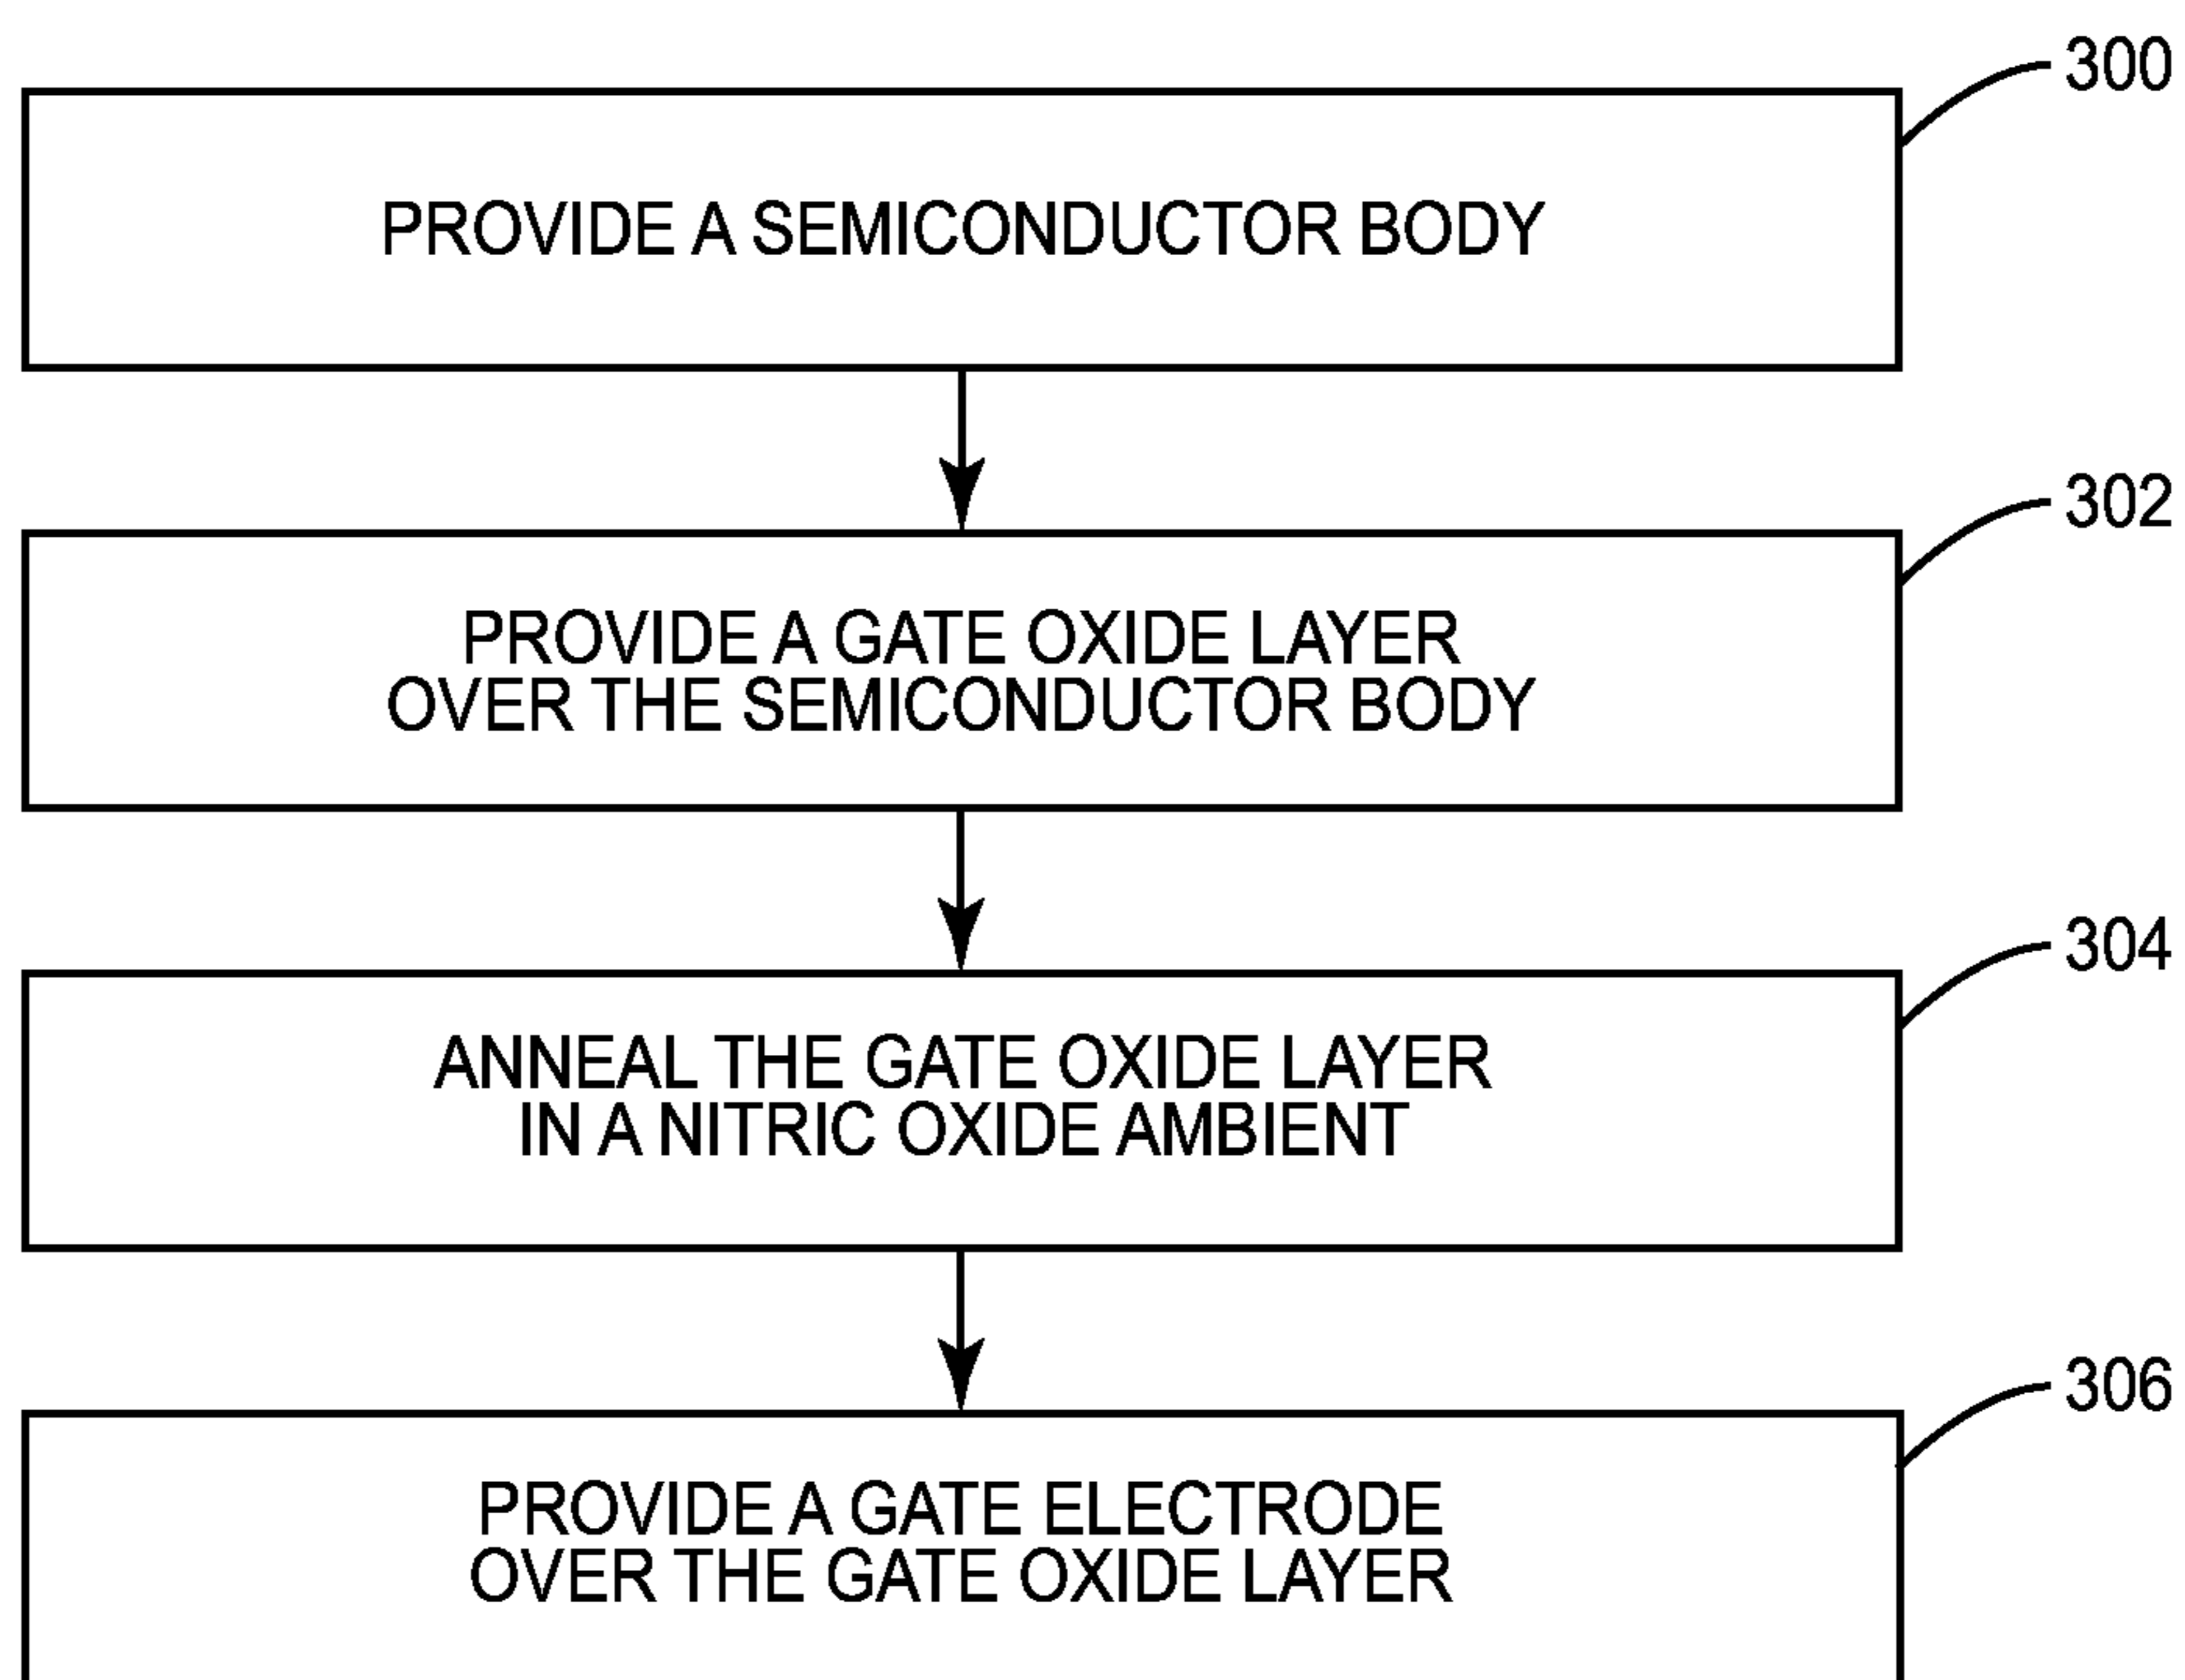 300
PROVIDE A SEMICONDUCTOR BODY
302
PROVIDE A GATE OXIDE LAYER
OVER THE SEMICONDUCTOR BODY
304
ANNEAL THE GATE OXIDE LAYER
IN A NITRIC OXIDE AMBIENT
306
PROVIDE A GATE ELECTRODE
OVER THE GATE OXIDE LAYER